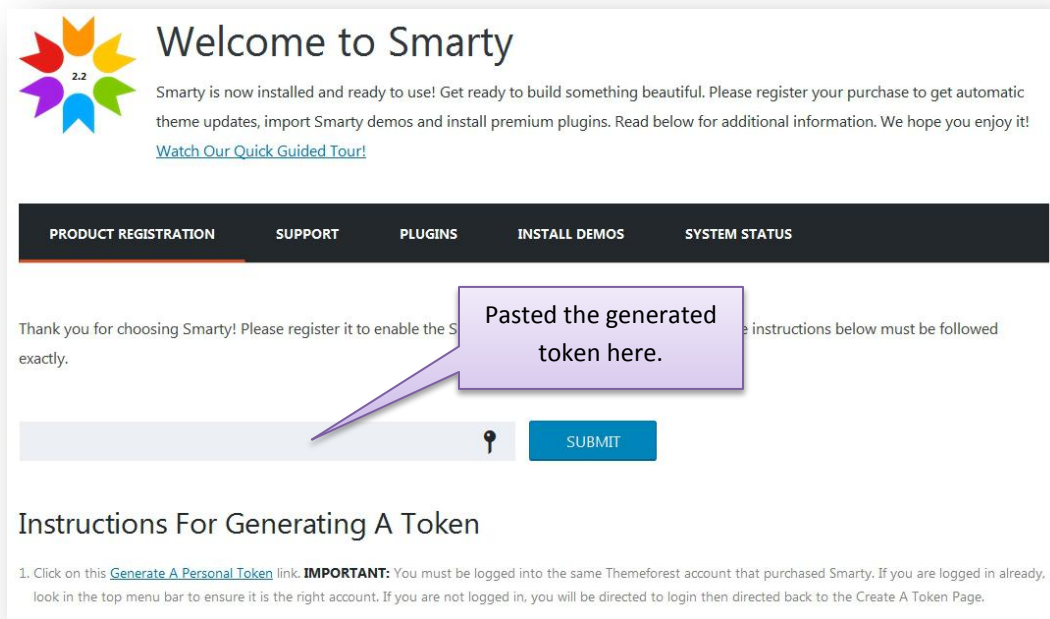 2.2
Welcome to Smarty
Smarty is now installed and ready to use! Get ready to build something beautiful. Please register your purchase to get automatic
theme updates, import Smarty demos and install premium plugins. Read below for additional information. We hope you enjoy it!
Watch Our Quick Guided Tour!
PRODUCT REGISTRATION SUPPORT PLUGINS INSTALL DEMOS SYSTEM STATUS
Pasted the generated
token here.
Thank you for choosing Smarty! Please register it to enable the instructions below must be followed
exactly.
SUBMIT
Instructions For Generating A Token
1. Click on this Generate A Personal Token link. IMPORTANT: You must be logged into the same Themeforest account that purchased Smarty. If you are logged in already,
look in the top menu bar to ensure it is the right account. If you are not logged in, you will be directed to login then directed back to the Create A Token Page.